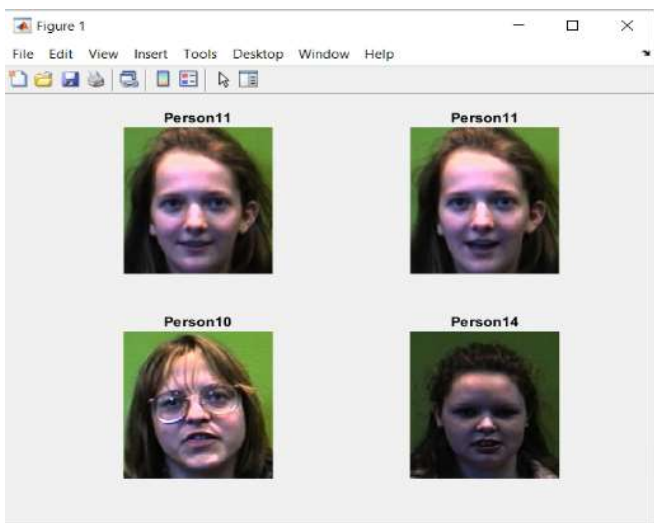 Figure 1
File Edit View Insert Tools Desktop Window Help
Person11 Person11
Person10 Person14